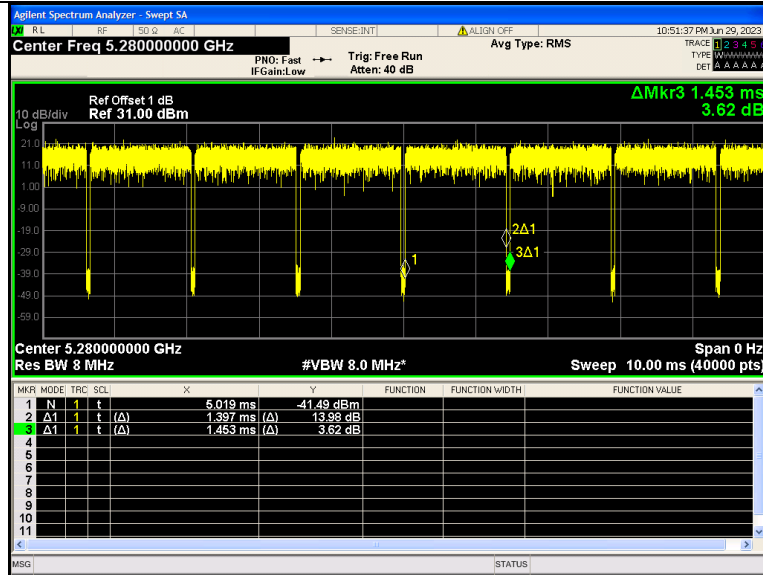 Agilent Spectrum Analyzer - Swept SA
LXI RL RF 50 Ω AC SENSE:INT ALIGN OFF 10:51:37 PM Jun 29, 2023
Center Freq 5.280000000 GHz
Avg Type: RMS
TRACE 1 2 3 4 5
PNO: Fast Trig: Free Run
TYPE W
IFGain:Low Atten: 40 dB
DET A A A A A
ΔMkr3 1.453 ms
3.62 dB
Ref Offset 1 dB
10 dB/div Ref 31.00 dBm
Log
21.0
11.0
1.00
-9.00
-19.0
2Δ1
-29.0
3Δ1
1
-39.0
-49.0
-59.0
Center 5.280000000 GHz Span 0 Hz
Res BW 8 MHz #VBW 8.0 MHz* Sweep 10.00 ms (40000 pts)
MKR MODE TRC SCL X Y FUNCTION FUNCTION WIDTH FUNCTION VALUE
1 N 1 t 5.019 ms -41.49 dBm
2 Δ1 1 t (Δ) 1.397 ms (Δ) 13.98 dB
3 Δ1 1 t (Δ) 1.453 ms (Δ) 3.62 dB
4
5
6
7
8
9
10
11
MSG STATUS